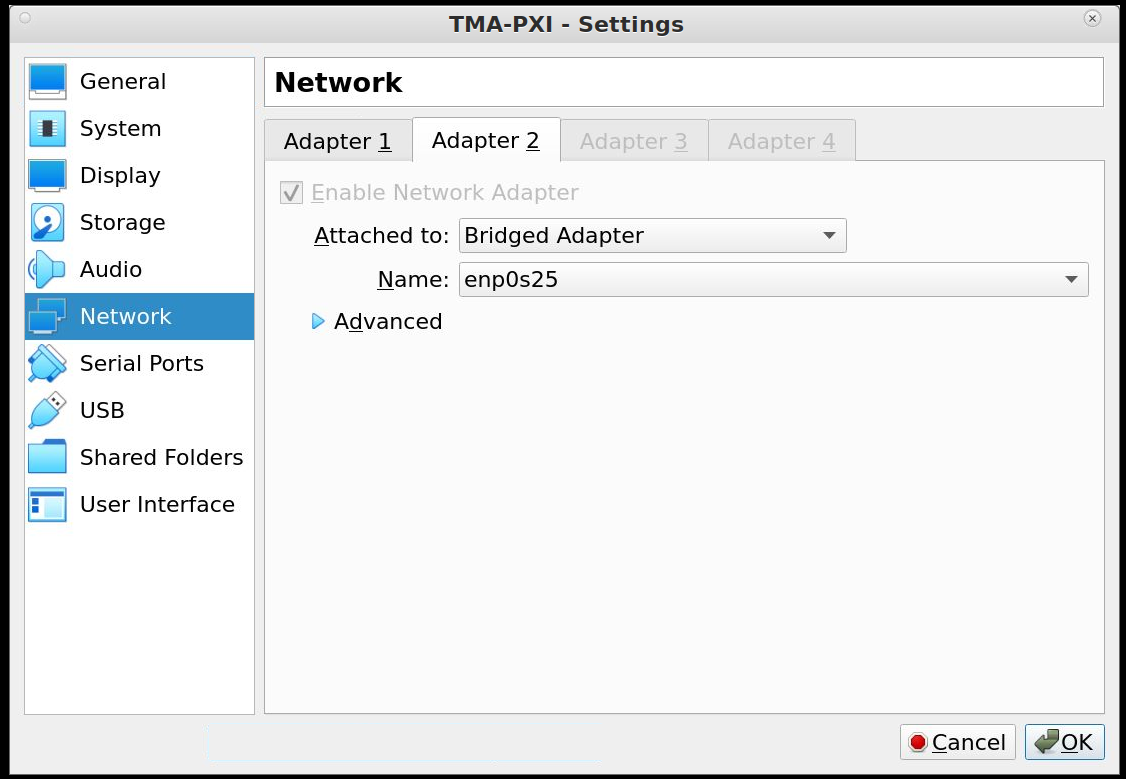 TMA-PXI - Settings
General
System
Display
Storage
Audio
Network
Serial Ports
USB
Shared Folders
User Interface
Network
Adapter 1 Adapter 2 Adapter 3 Adapter 4
Enable Network Adapter
Attached to: Bridged Adapter
Name: enp0s25
Advanced
Cancel OK